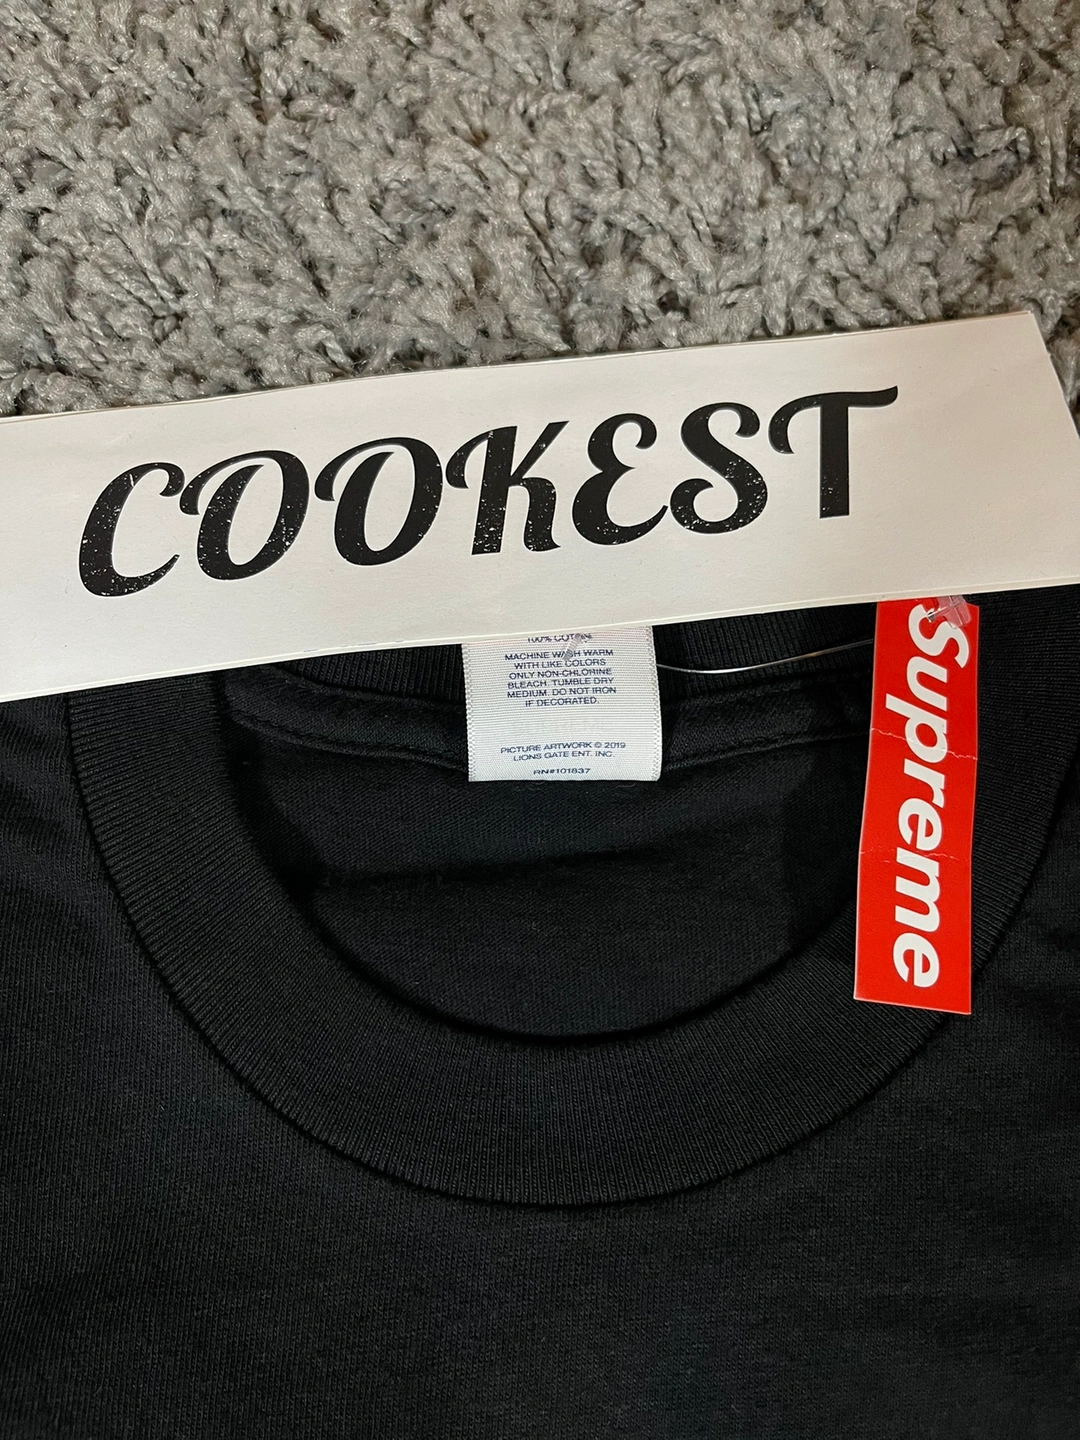 COOKEST
100% COTTON
MACHINE WASH WARM
WITH LIKE COLORS
ONLY NON-CHLORINE
BLEACH. TUMBLE DRY
MEDIUM. DO NOT IRON
IF DECORATED.
PICTURE ARTWORK © 2019
LIONS GATE ENT. INC.
RN#101837
Supreme